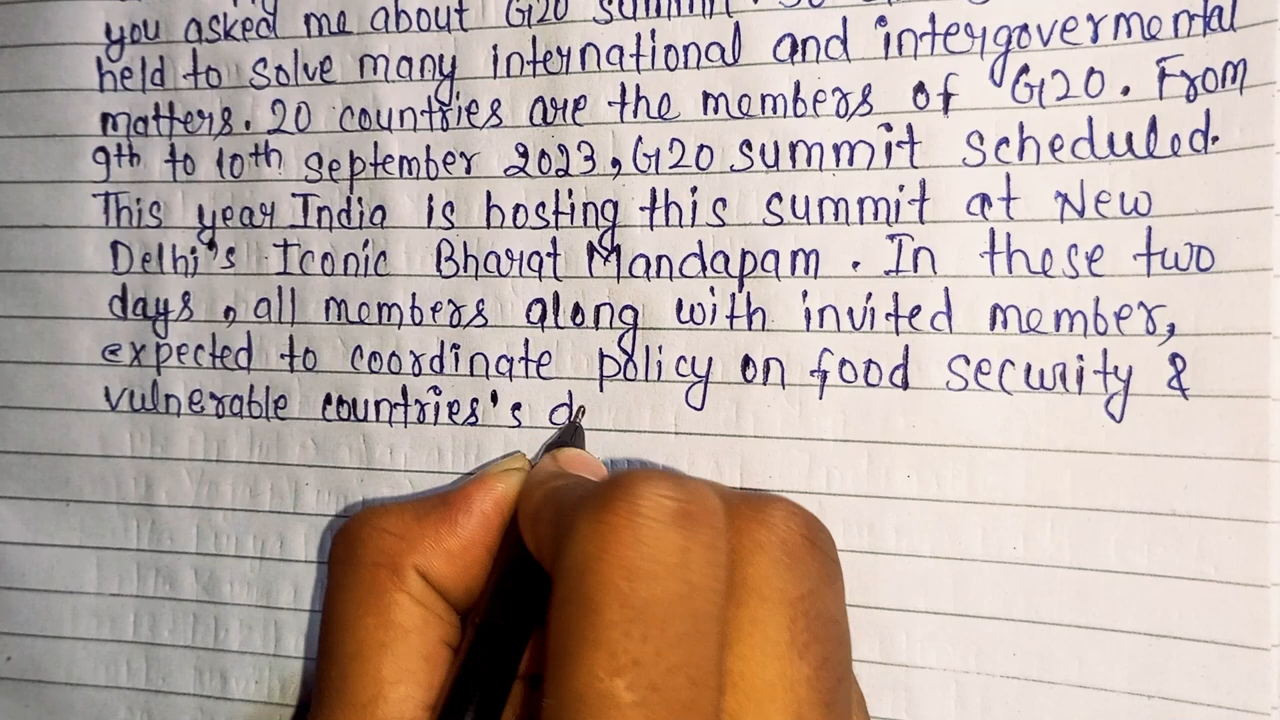 you asked me about G20 summit. So
held to solve many international and intergovermental
matters. 20 countries are the members of G20. From
9th to 10th september 2023, G20 summit scheduled.
This year India is hosting this summit at New
Delhi's Iconic Bharat Mandapam. In these two
days, all members along with invited member,
expected to coordinate policy on food security &
vulnerable countries's de